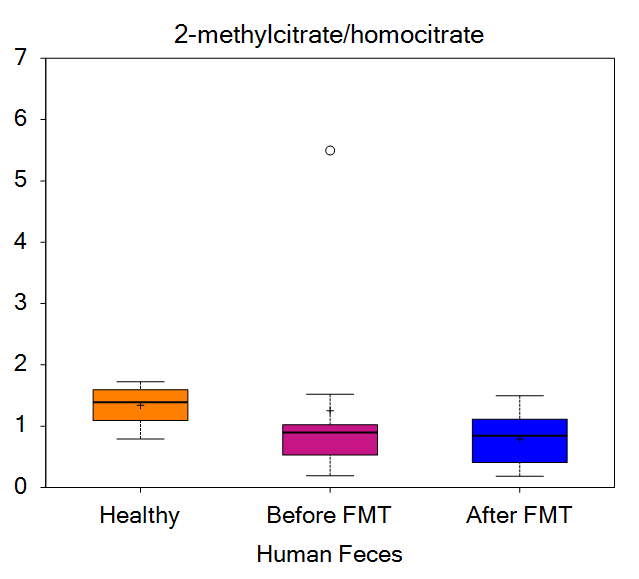 2-methylcitrate/homocitrate
7
6
5
4
3
2
1
0
Healthy Before FMT After FMT
Human Feces